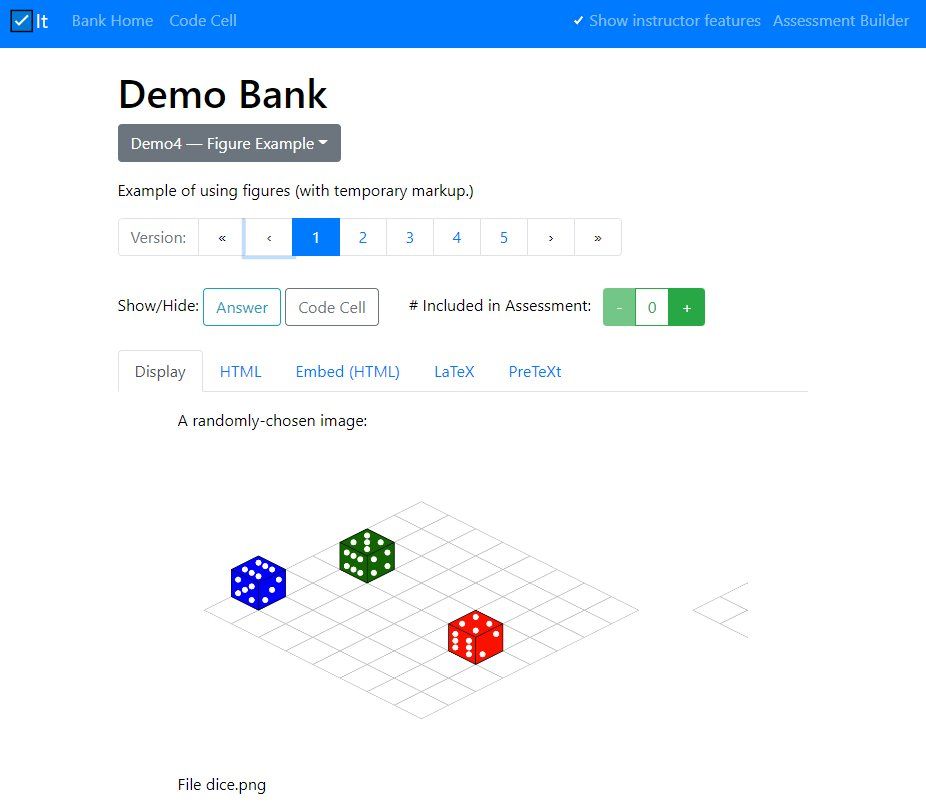 It Bank Home Code Cell ✔ Show instructor features Assessment Builder
Demo Bank
Demo4 — Figure Example
Example of using figures (with temporary markup.)
Version: « ‹ 1 2 3 4 5 › »
Show/Hide: Answer Code Cell # Included in Assessment: - 0 +
Display HTML Embed (HTML) LaTeX PreTeXt
A randomly-chosen image:
File dice.png